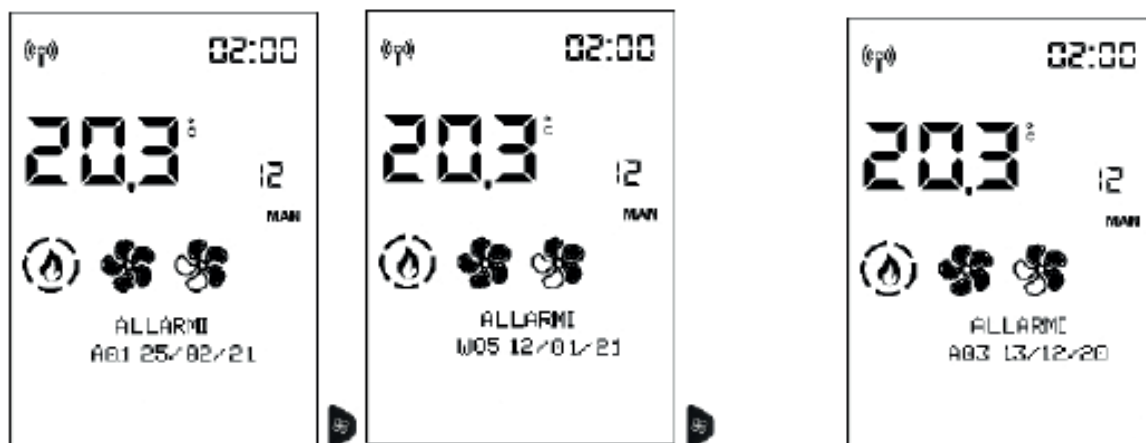 02:00
20.3 °C
12
MAN
ALLARMI
A01 25/02/21
02:00
20.3 °C
12
MAN
ALLARMI
W05 12/01/21
02:00
20.3 °C
12
MAN
ALLARMI
A03 13/12/20